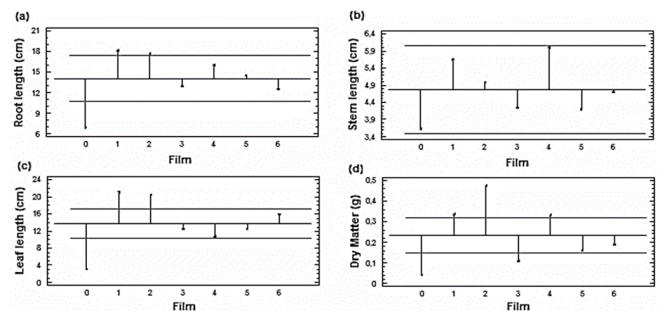 (a)
Root length (cm)
21
18
15
12
9
6
0 1 2 3 4 5 6
Film
(b)
Stem length (cm)
6,4
5,9
5,4
4,9
4,4
3,9
3,4
0 1 2 3 4 5 6
Film
(c)
Leaf length (cm)
24
20
16
12
8
4
0
0 1 2 3 4 5 6
Film
(d)
Dry Matter (g)
0,5
0,4
0,3
0,2
0,1
0
0 1 2 3 4 5 6
Film